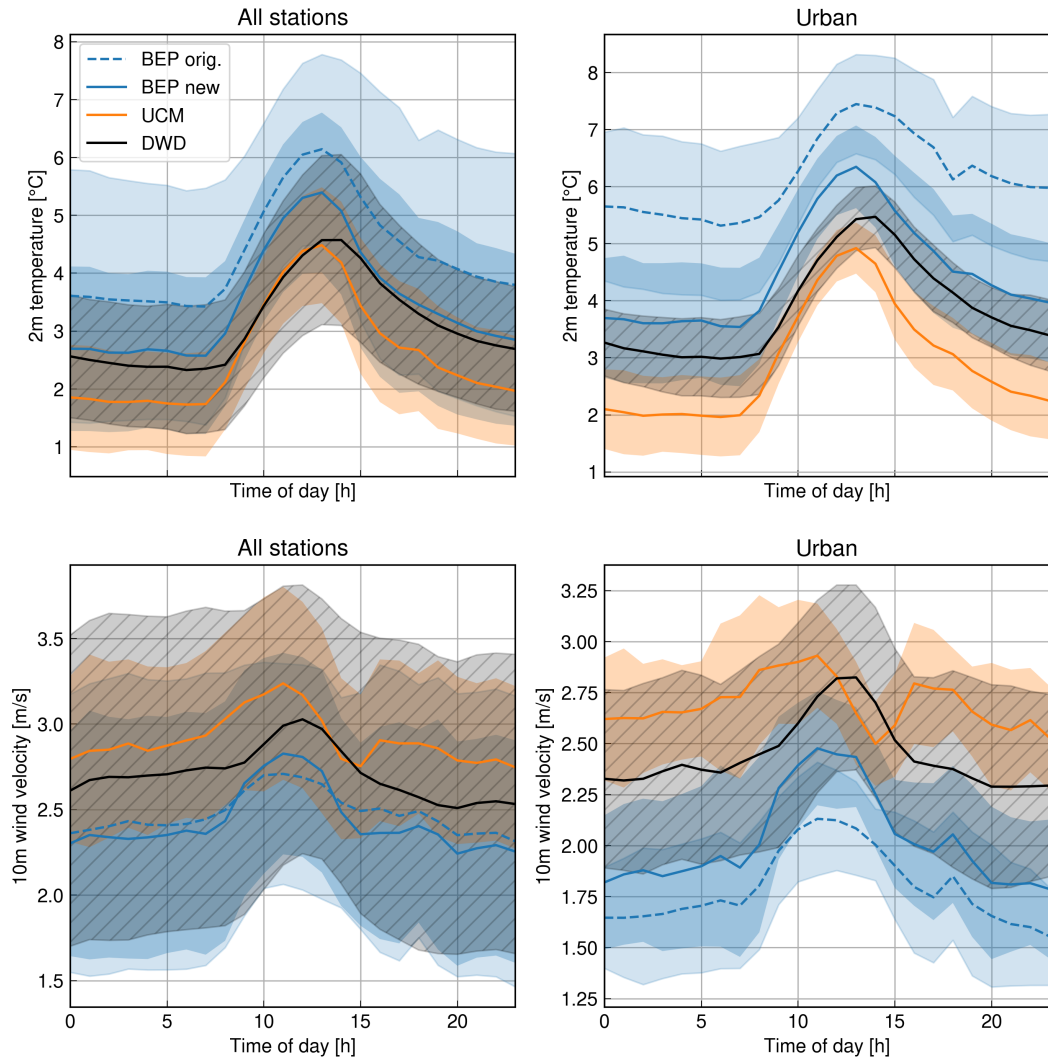 All stations
2m temperature [°C]
8
7
6
5
4
3
2
1
BEP orig.
BEP new
UCM
DWD
Time of day [h]
Urban
2m temperature [°C]
8
7
6
5
4
3
2
1
Time of day [h]
All stations
10m wind velocity [m/s]
3.5
3.0
2.5
2.0
1.5
0 5 10 15 20
Time of day [h]
Urban
10m wind velocity [m/s]
3.25
3.00
2.75
2.50
2.25
2.00
1.75
1.50
1.25
0 5 10 15 20
Time of day [h]